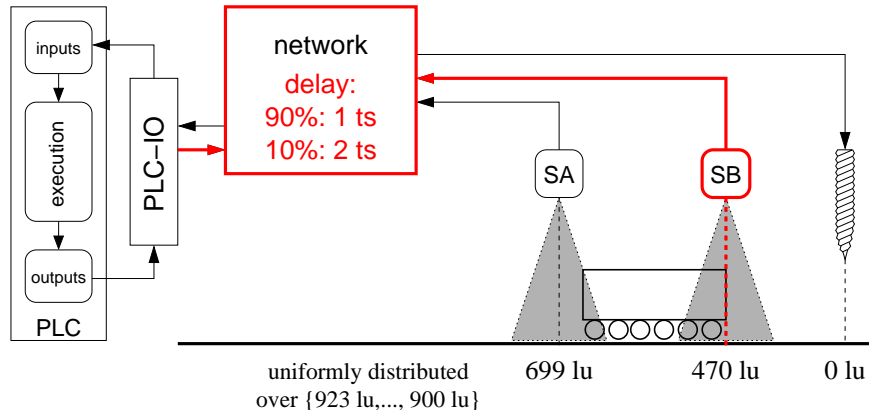 inputs
execution
outputs
PLC
PLC–IO
network
delay:
90%: 1 ts
10%: 2 ts
SA
SB
uniformly distributed
over {923 lu,..., 900 lu}
699 lu
470 lu
0 lu